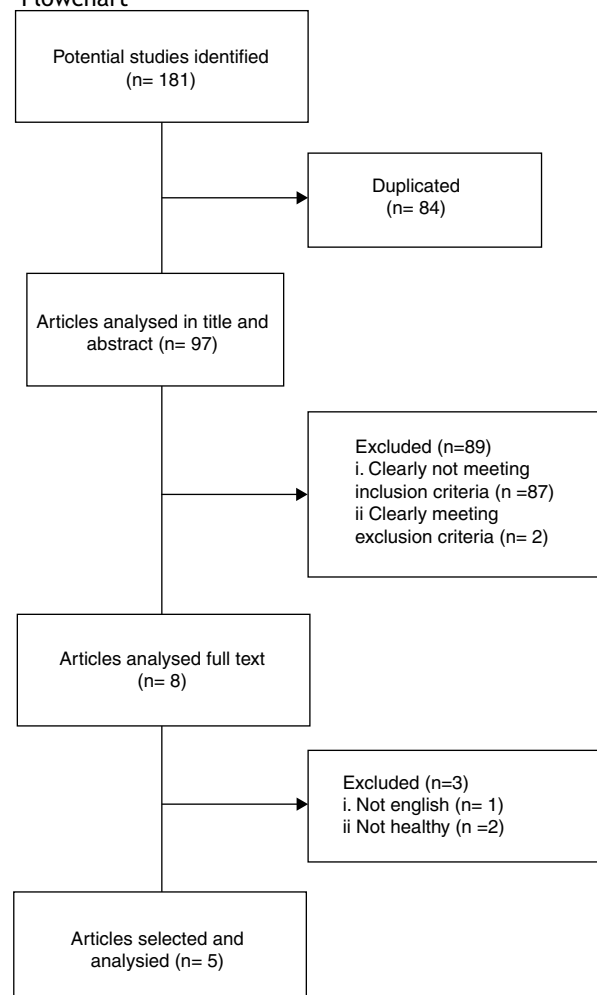 Flowchart
Potential studies identified
(n= 181)
Duplicated
(n= 84)
Articles analysed in title and
abstract (n= 97)
Excluded (n=89)
i. Clearly not meeting
inclusion criteria (n =87)
ii Clearly meeting
exclusion criteria (n= 2)
Articles analysed full text
(n= 8)
Excluded (n=3)
i. Not english (n= 1)
ii Not healthy (n =2)
Articles selected and
analysied (n= 5)